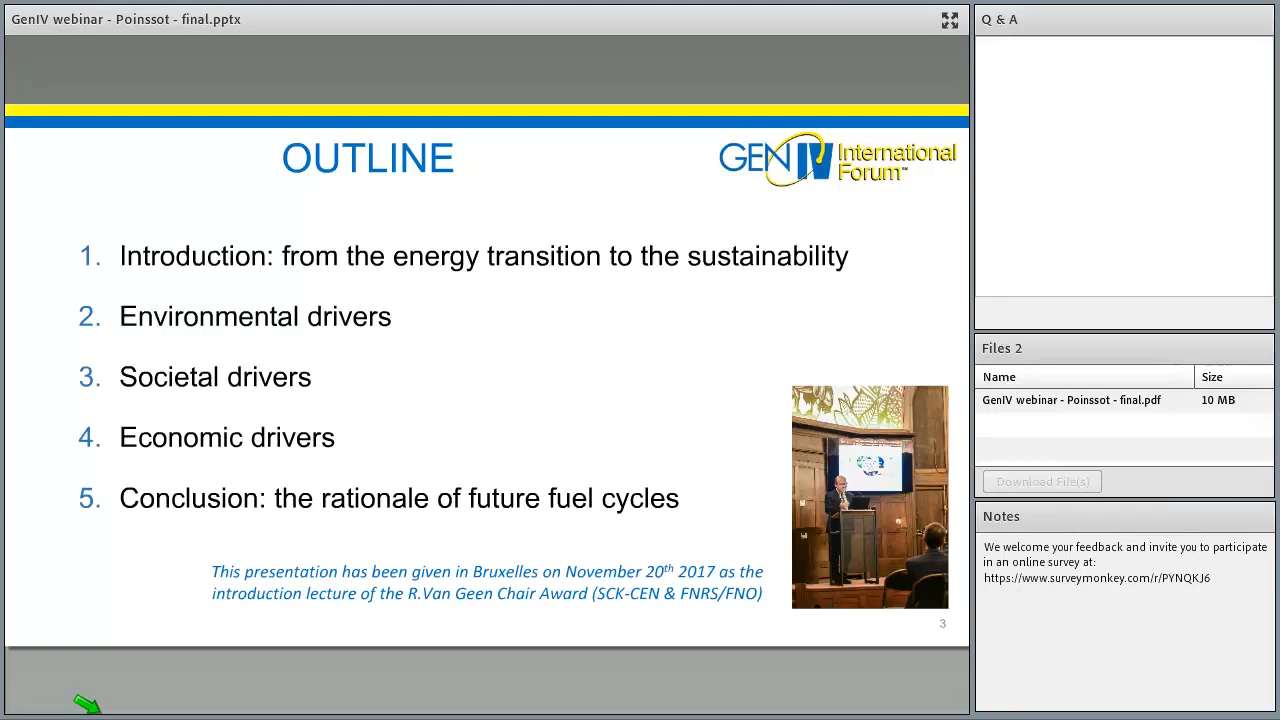 GenIV webinar - Poinssot - final.pptx
OUTLINE
GEN IV International
Forum™
1. Introduction: from the energy transition to the sustainability
2. Environmental drivers
3. Societal drivers
4. Economic drivers
5. Conclusion: the rationale of future fuel cycles
This presentation has been given in Bruxelles on November 20th 2017 as the
introduction lecture of the R.Van Geen Chair Award (SCK-CEN & FNRS/FNO)
3
Q & A
Files 2
Name Size
GenIV webinar - Poinssot - final.pdf 10 MB
Download File(s)
Notes
We welcome your feedback and invite you to participate
in an online survey at:
https://www.surveymonkey.com/r/PYNQKJ6